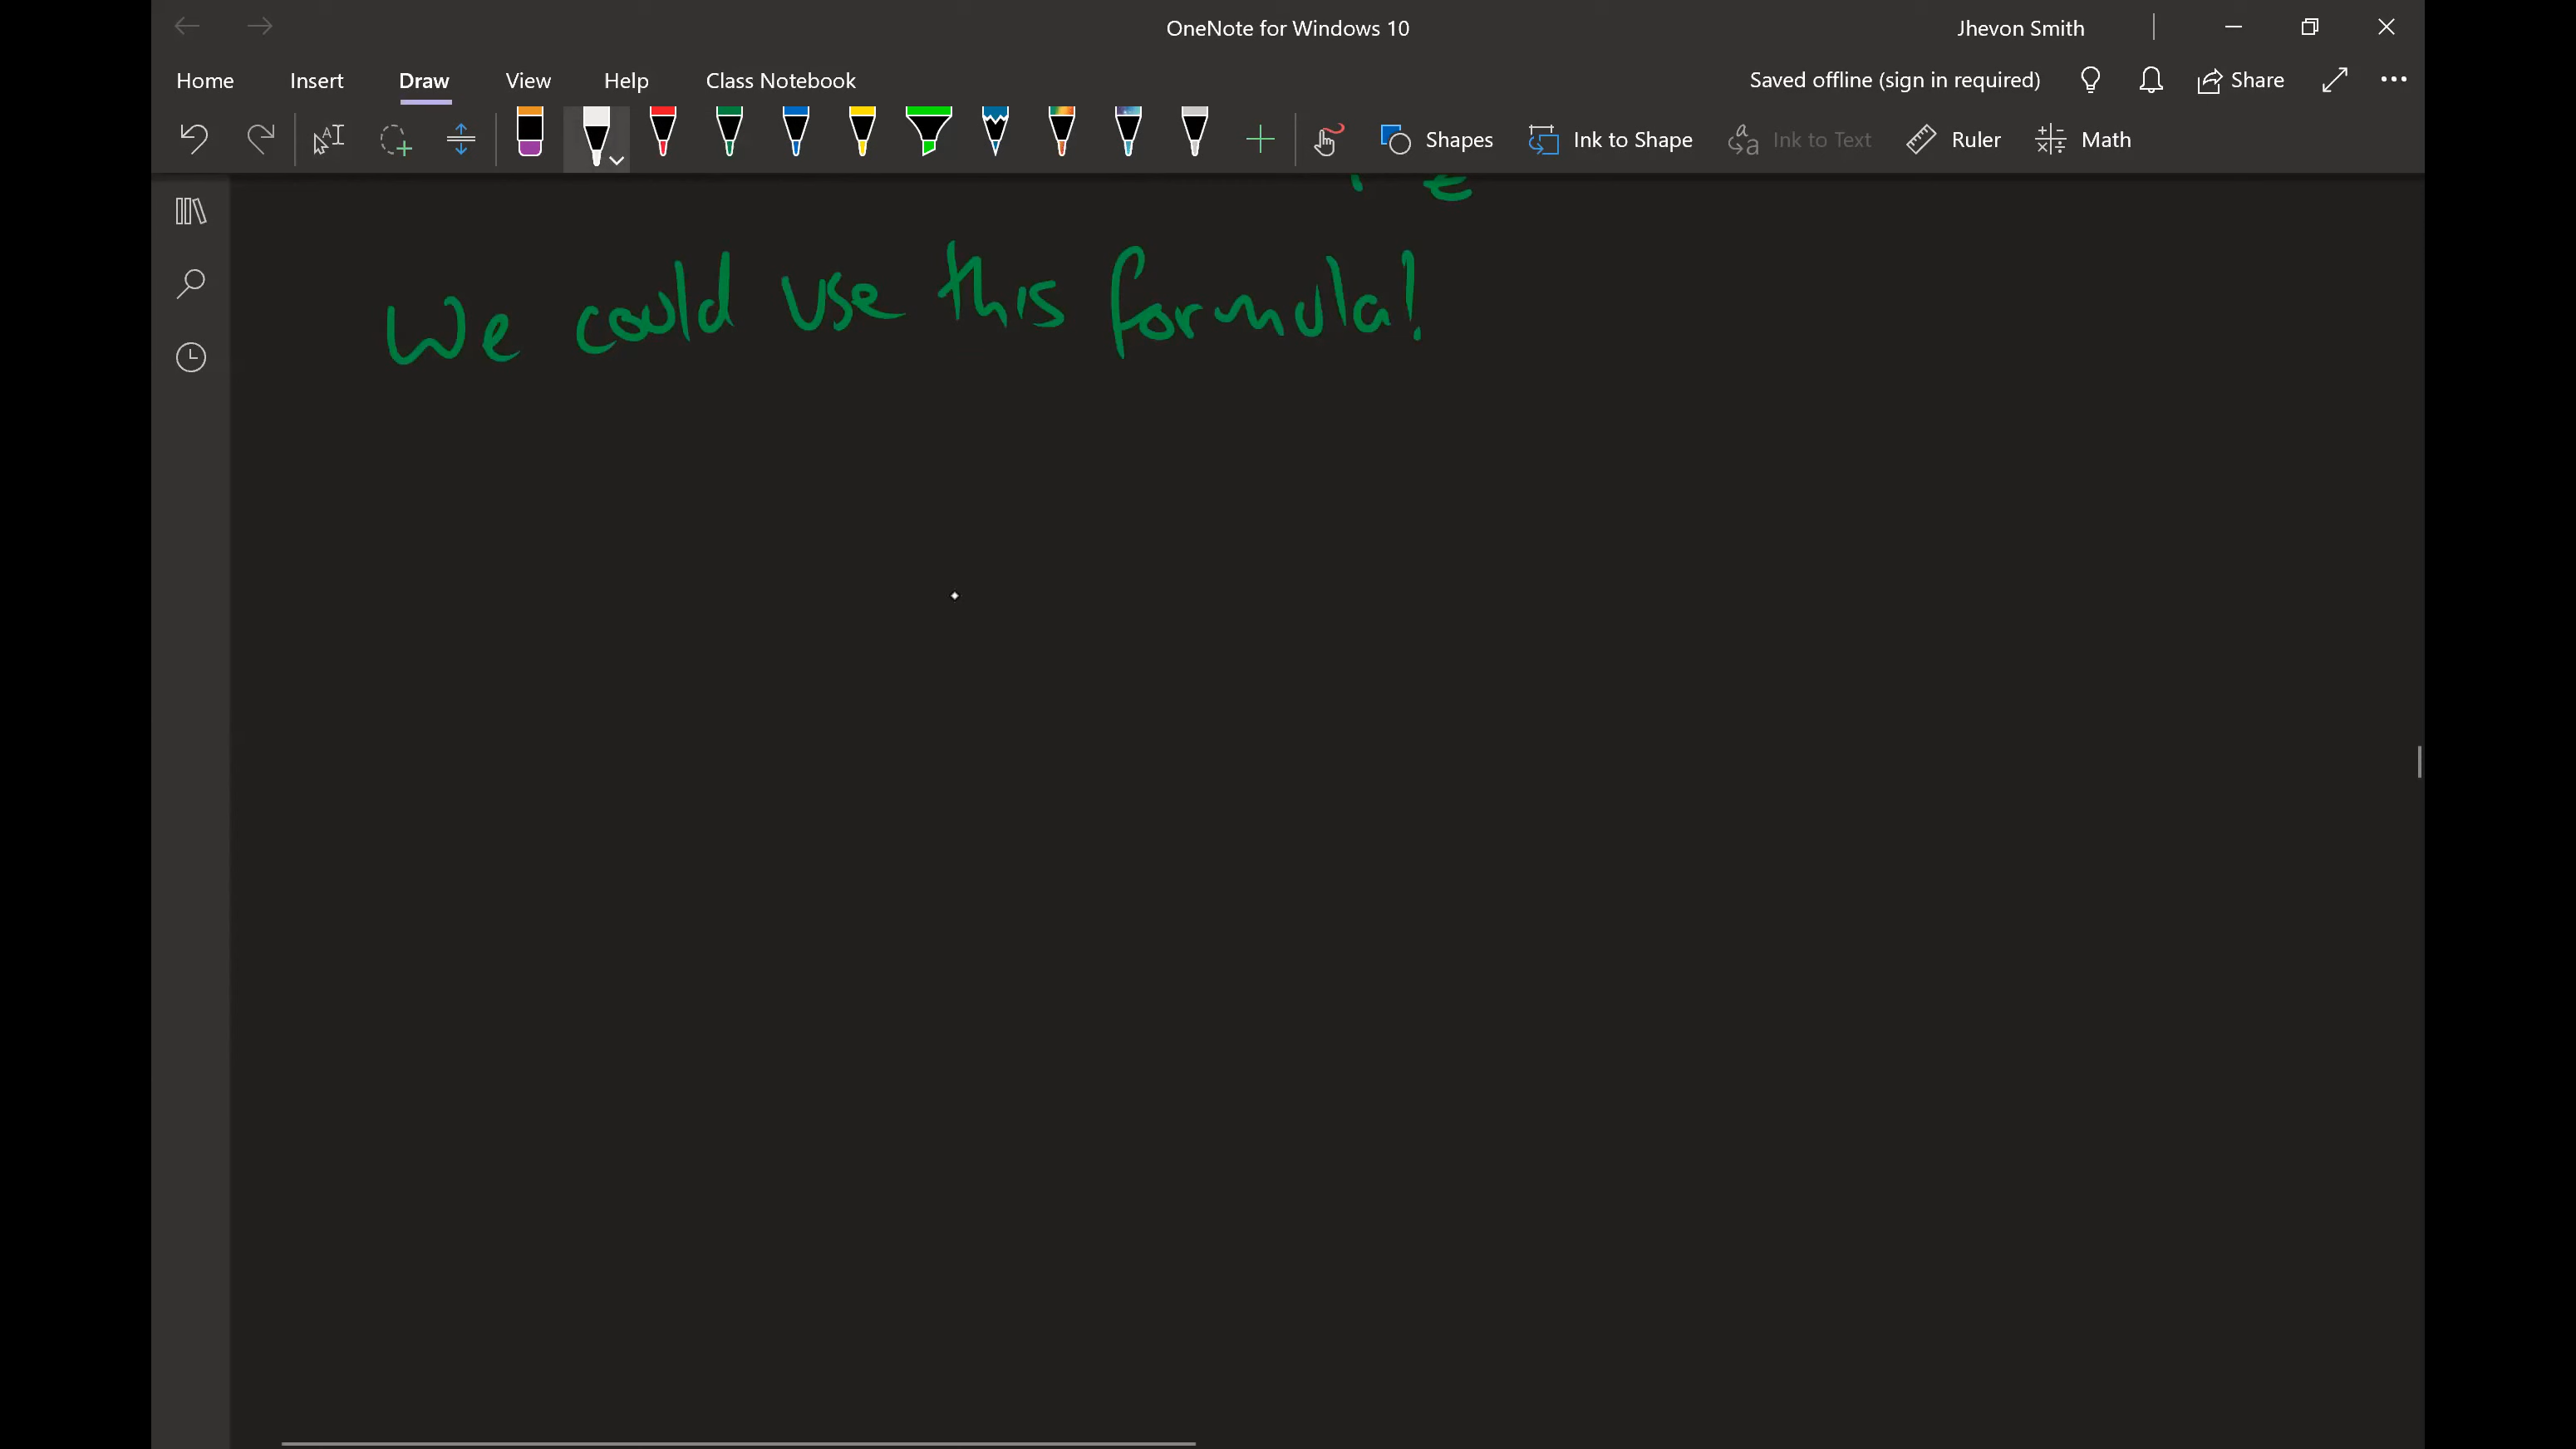 OneNote for Windows 10
Jhevon Smith
Home Insert Draw View Help Class Notebook
Saved offline (sign in required) Share
Shapes Ink to Shape Ink to Text Ruler Math
We could use this formula!